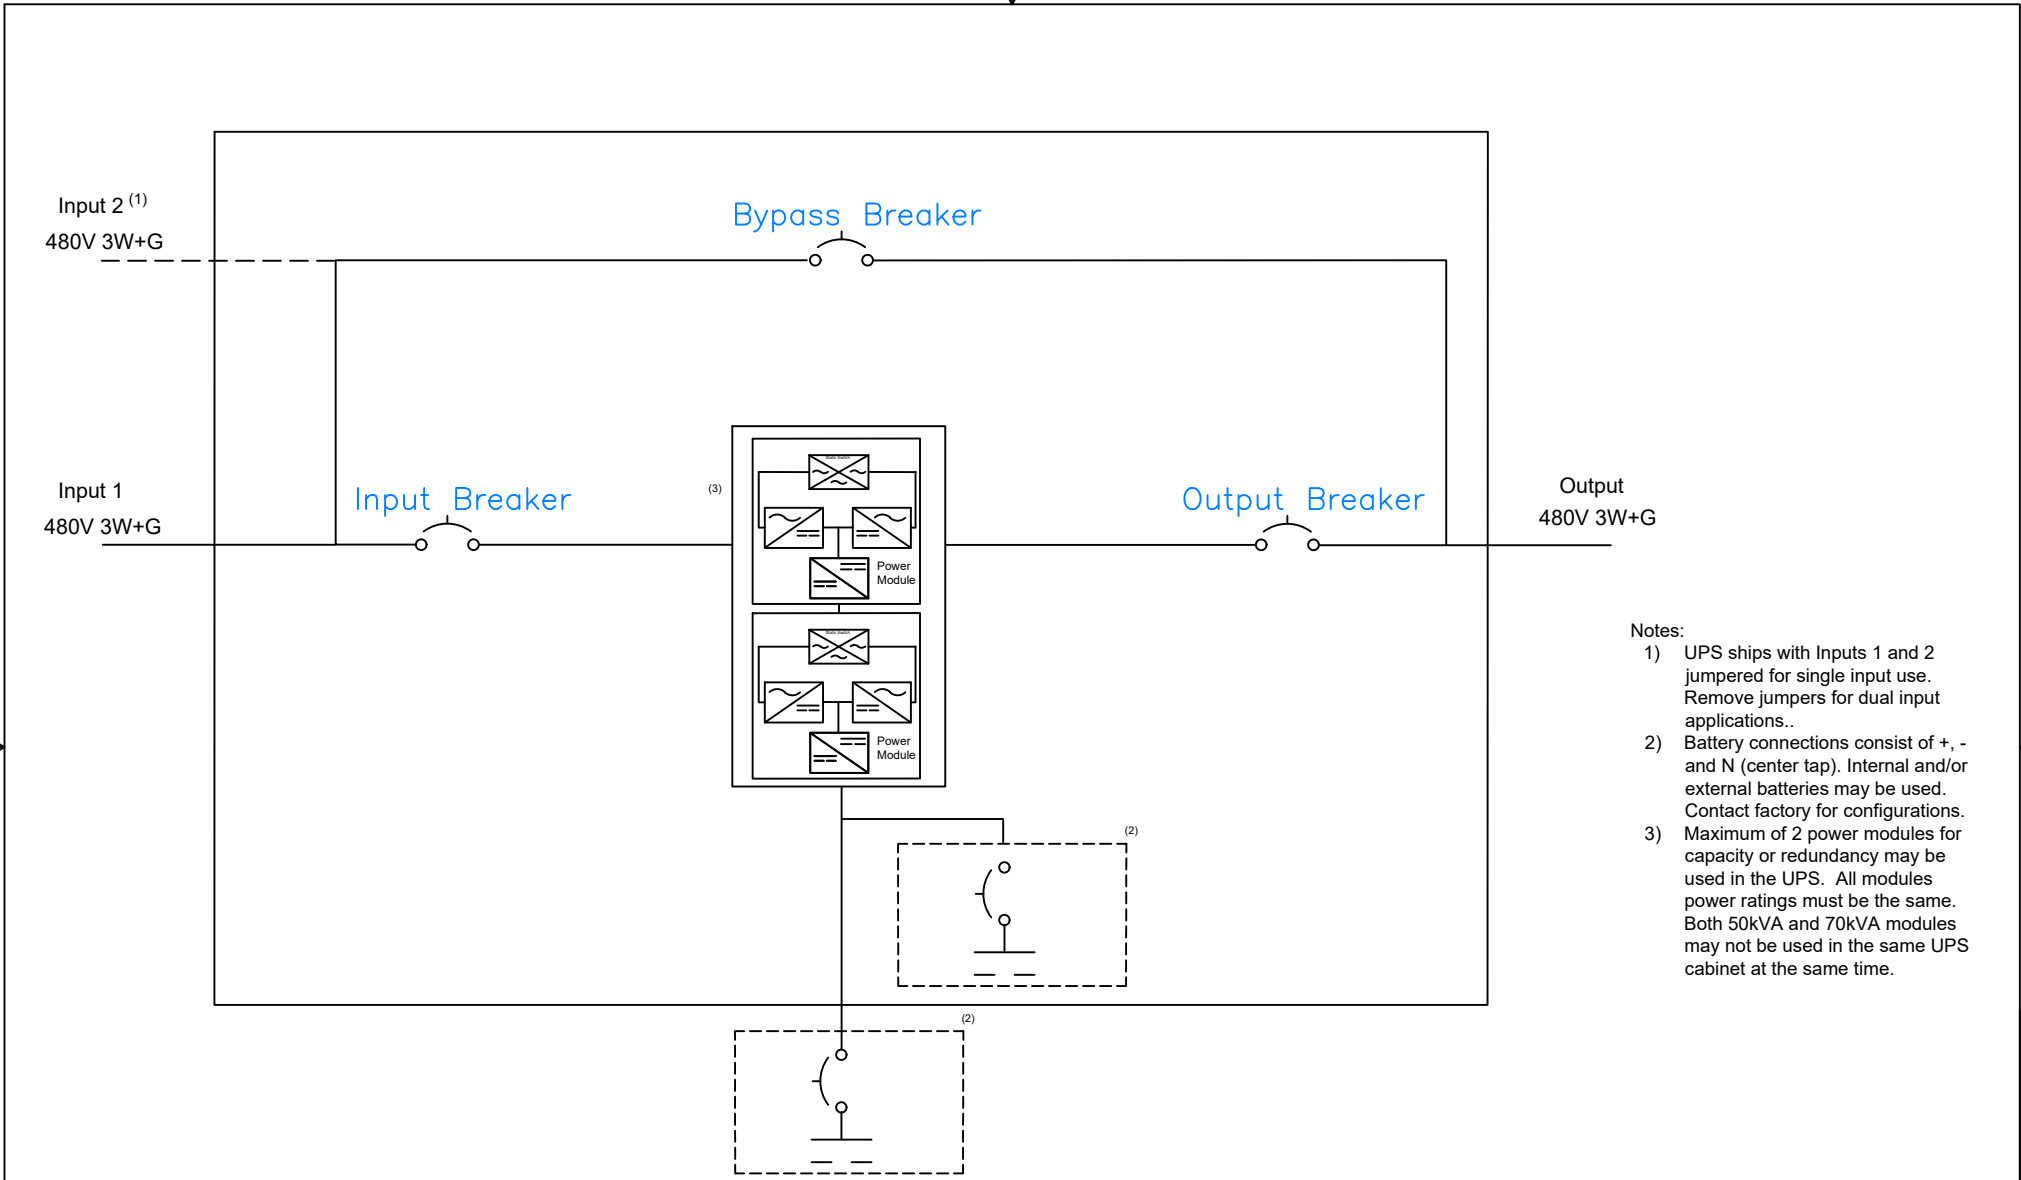 Input 2 (1)
480V 3W+G
Bypass Breaker
Input 1
480V 3W+G
Input Breaker
(3)
Static Switch
Power
Module
Static Switch
Power
Module
Output Breaker
Output
480V 3W+G
(2)
(2)
Notes:
1) UPS ships with Inputs 1 and 2
jumpered for single input use.
Remove jumpers for dual input
applications..
2) Battery connections consist of +, -
and N (center tap). Internal and/or
external batteries may be used.
Contact factory for configurations.
3) Maximum of 2 power modules for
capacity or redundancy may be
used in the UPS. All modules
power ratings must be the same.
Both 50kVA and 70kVA modules
may not be used in the same UPS
cabinet at the same time.